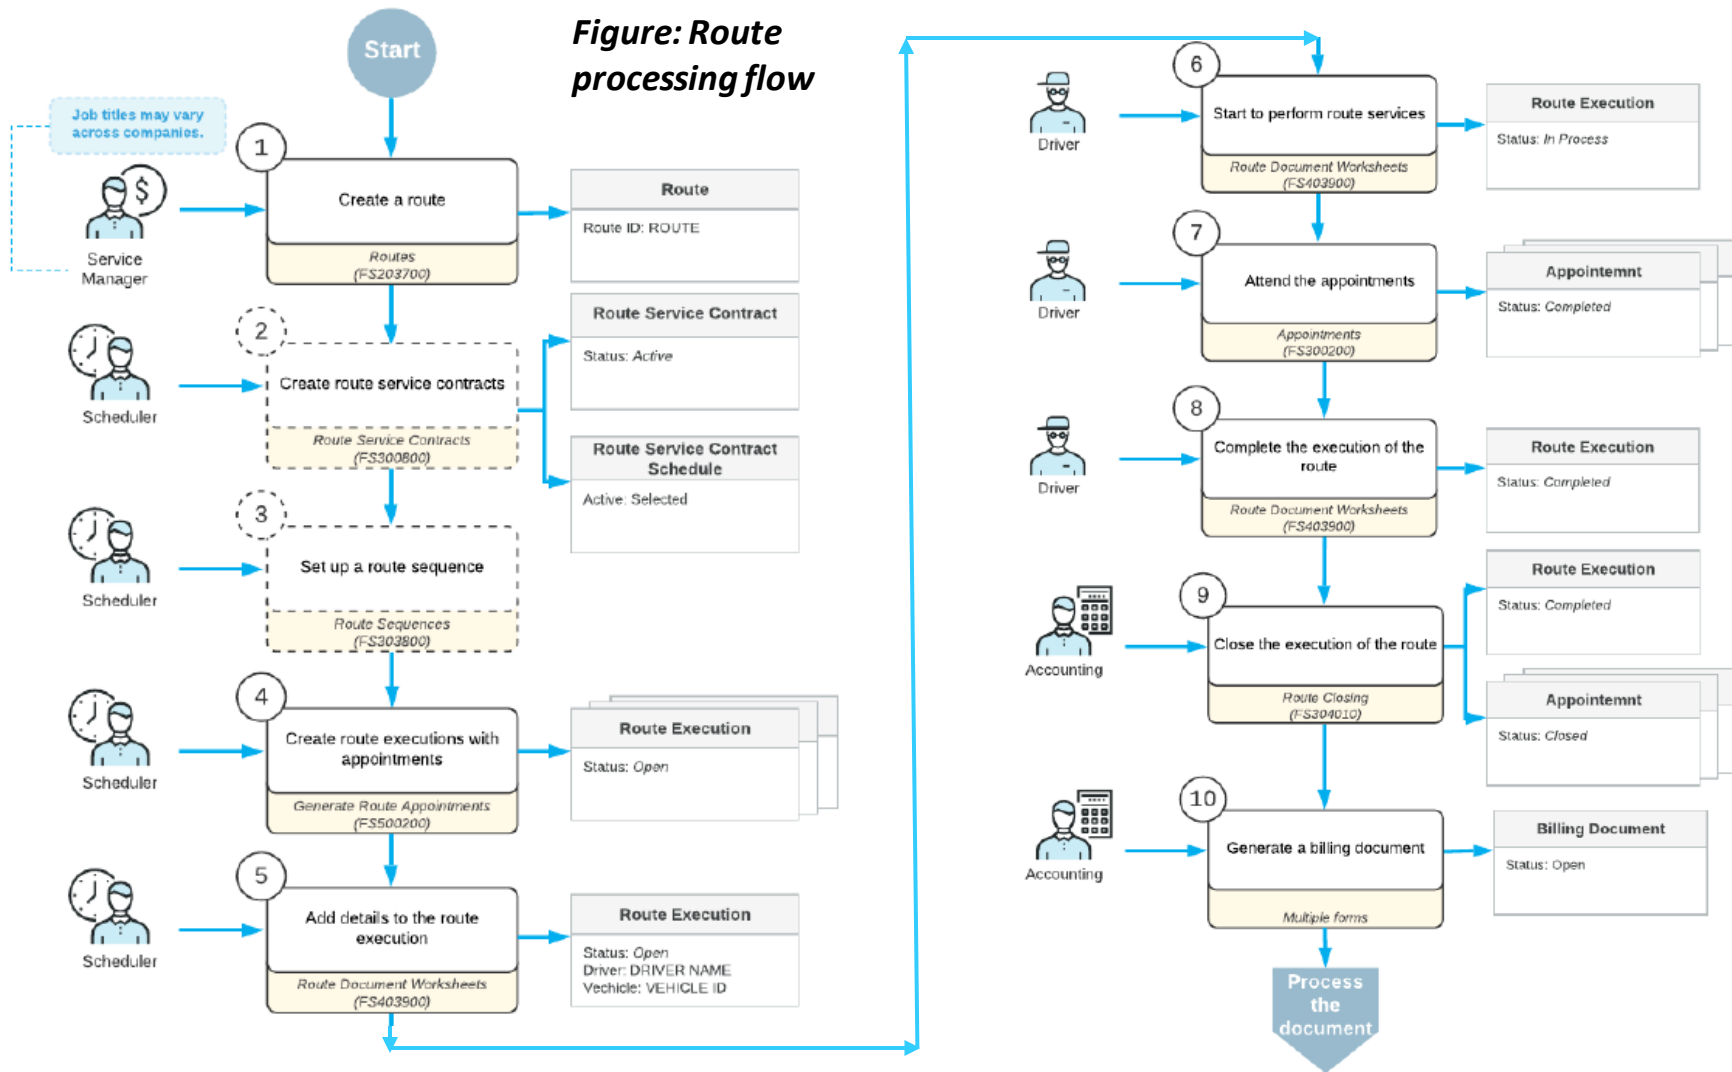 Start
Figure: Route
processing flow
Job titles may vary
across companies.
1
Create a route
Routes
(FS203700)
Service
Manager
Route
Route ID: ROUTE
2
Create route service contracts
Route Service Contracts
(FS300800)
Scheduler
Route Service Contract
Status: Active
Route Service Contract
Schedule
Active: Selected
3
Set up a route sequence
Route Sequences
(FS303800)
Scheduler
4
Create route executions with
appointments
Generate Route Appointments
(FS500200)
Scheduler
Route Execution
Status: Open
5
Add details to the route
execution
Route Document Worksheets
(FS403900)
Scheduler
Route Execution
Status: Open
Driver: DRIVER NAME
Vechicle: VEHICLE ID
6
Start to perform route services
Route Document Worksheets
(FS403900)
Driver
Route Execution
Status: In Process
7
Attend the appointments
Appointments
(FS300200)
Driver
Appointemnt
Status: Completed
8
Complete the execution of the
route
Route Document Worksheets
(FS403900)
Driver
Route Execution
Status: Completed
9
Close the execution of the route
Route Closing
(FS304010)
Accounting
Route Execution
Status: Completed
Appointemnt
Status: Closed
10
Generate a billing document
Multiple forms
Accounting
Billing Document
Status: Open
Process
the
document